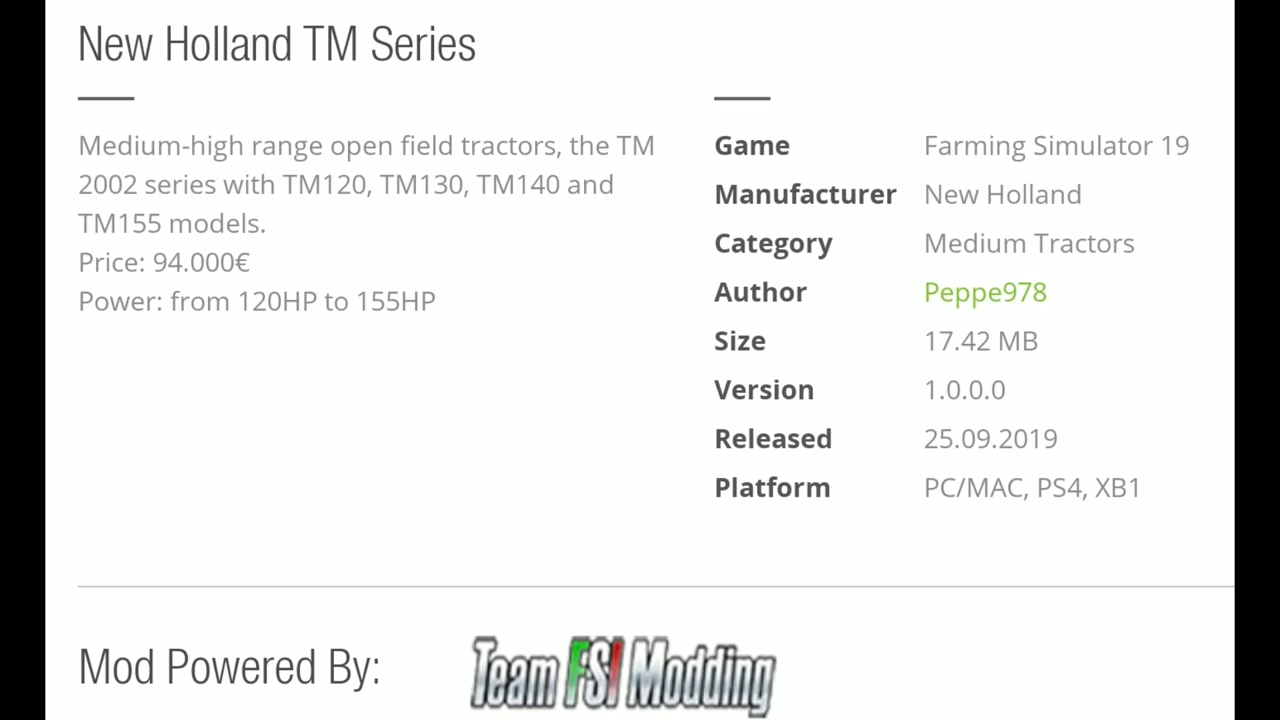 New Holland TM Series
Medium-high range open field tractors, the TM
2002 series with TM120, TM130, TM140 and
TM155 models.
Price: 94.000€
Power: from 120HP to 155HP
Game Farming Simulator 19
Manufacturer New Holland
Category Medium Tractors
Author Peppe978
Size 17.42 MB
Version 1.0.0.0
Released 25.09.2019
Platform PC/MAC, PS4, XB1
Mod Powered By: Team FSI Modding